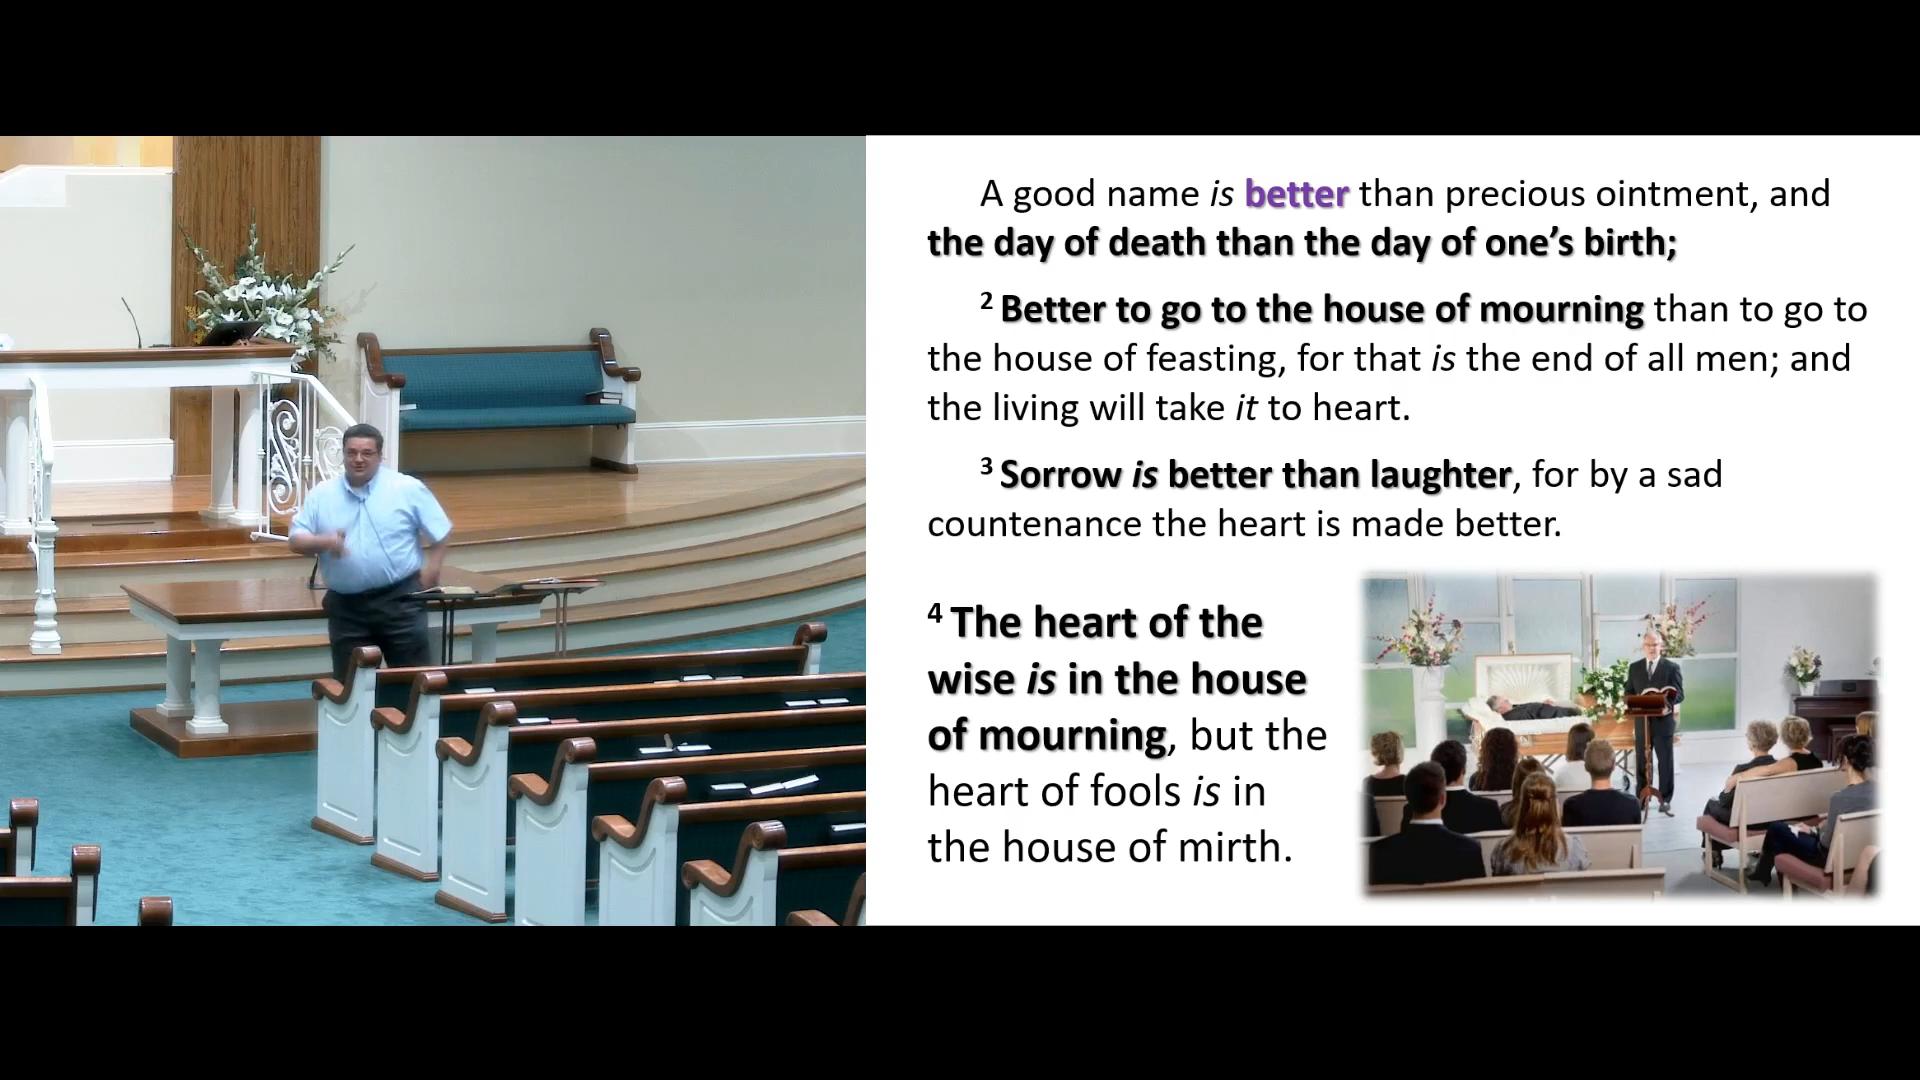 A good name is better than precious ointment, and
the day of death than the day of one’s birth;
2 Better to go to the house of mourning than to go to
the house of feasting, for that is the end of all men; and
the living will take it to heart.
3 Sorrow is better than laughter, for by a sad
countenance the heart is made better.
4 The heart of the
wise is in the house
of mourning, but the
heart of fools is in
the house of mirth.